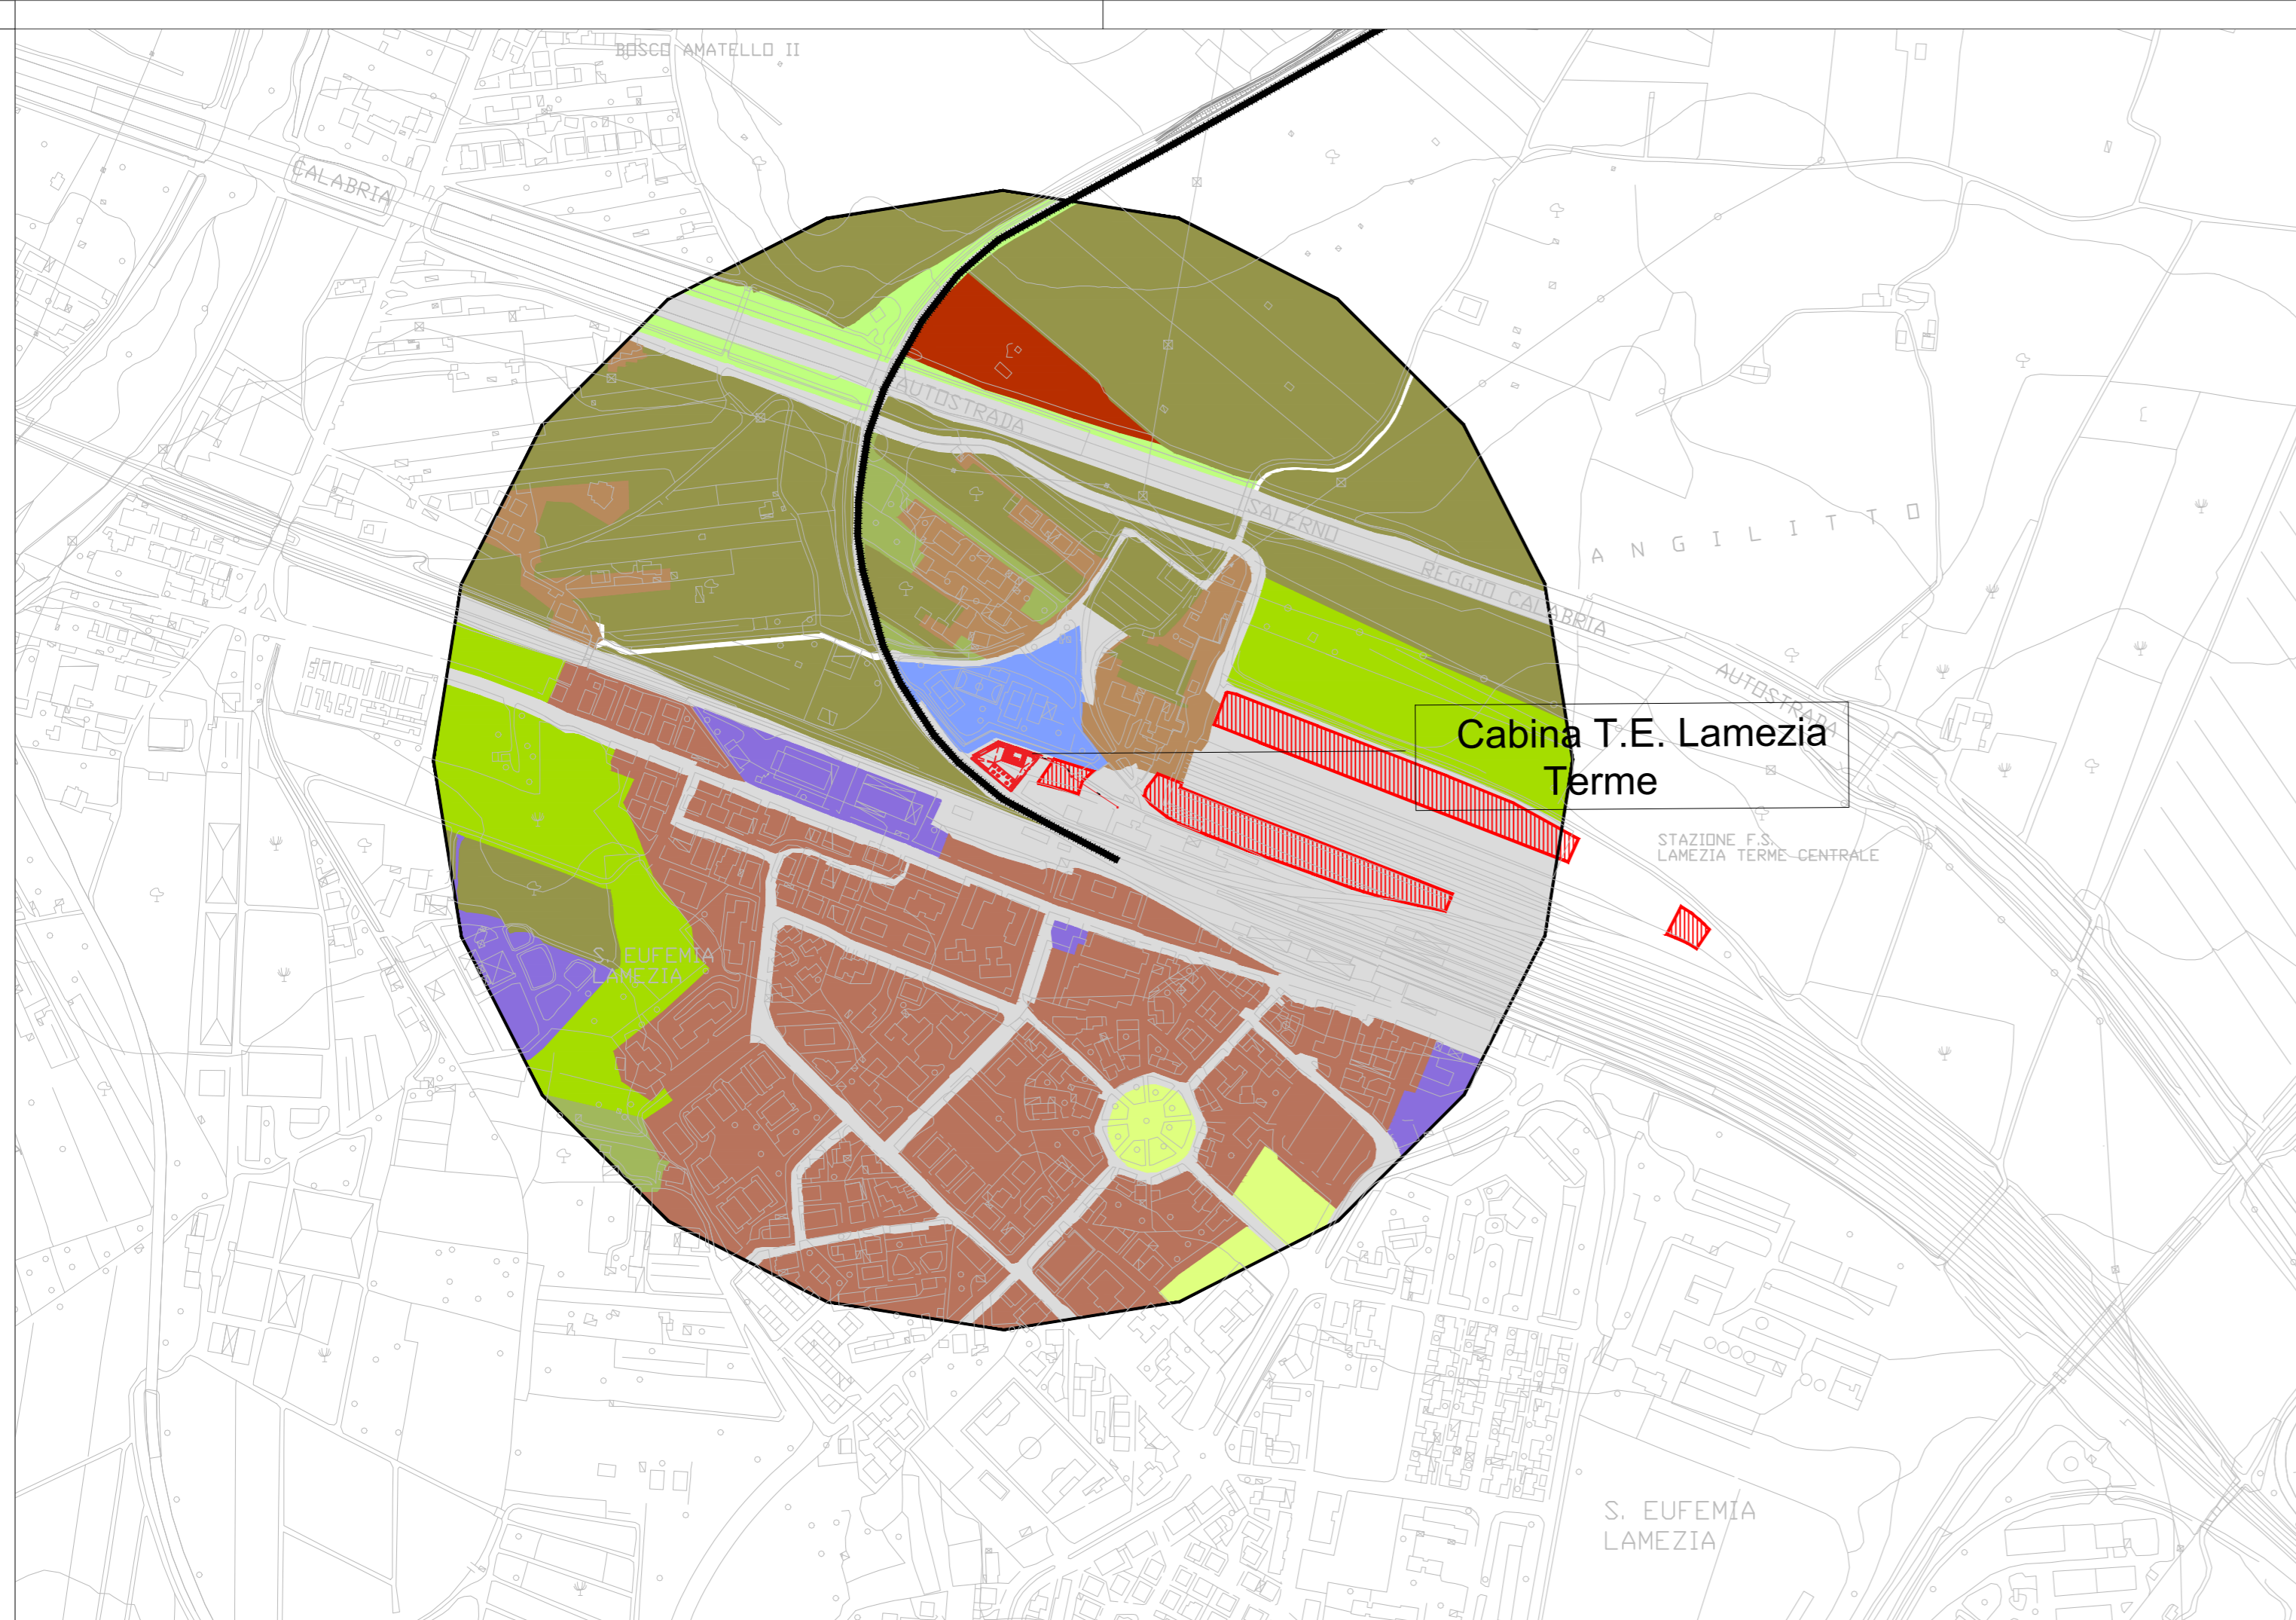 BOSCO AMATELLO II
CALABRIA
AUTOSTRADA
SALERNO
ANGILITTO
REGGIO CALABRIA
AUTOSTRADA
Cabina T.E. Lamezia
Terme
STAZIONE F.S.
LAMEZIA TERME CENTRALE
S. EUFEMIA
LAMEZIA
S. EUFEMIA
LAMEZIA